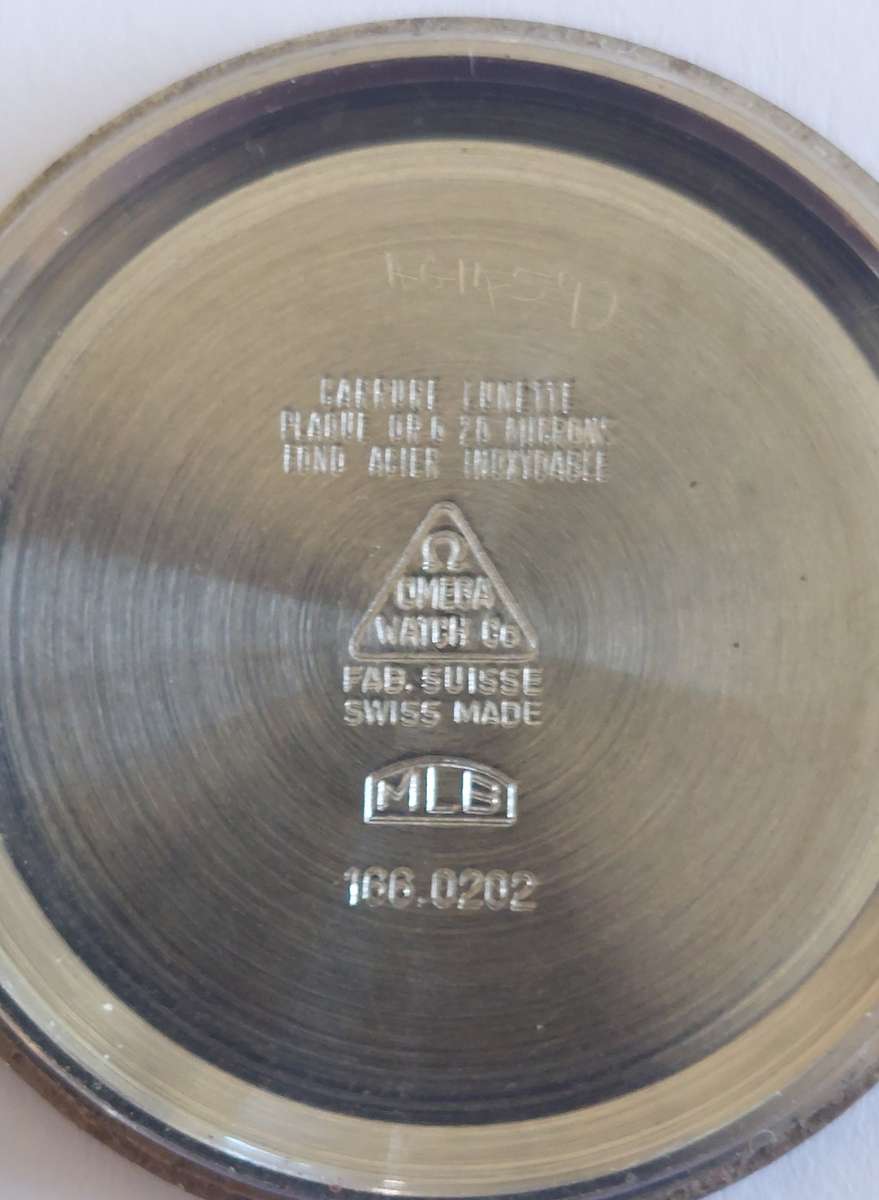 CARRURE LUNETTE
PLAQUE OR G 20 MICRONS
FOND ACIER INOXYDABLE
Ω
OMEGA
WATCH Co
FAB. SUISSE
SWISS MADE
MLB
166.0202